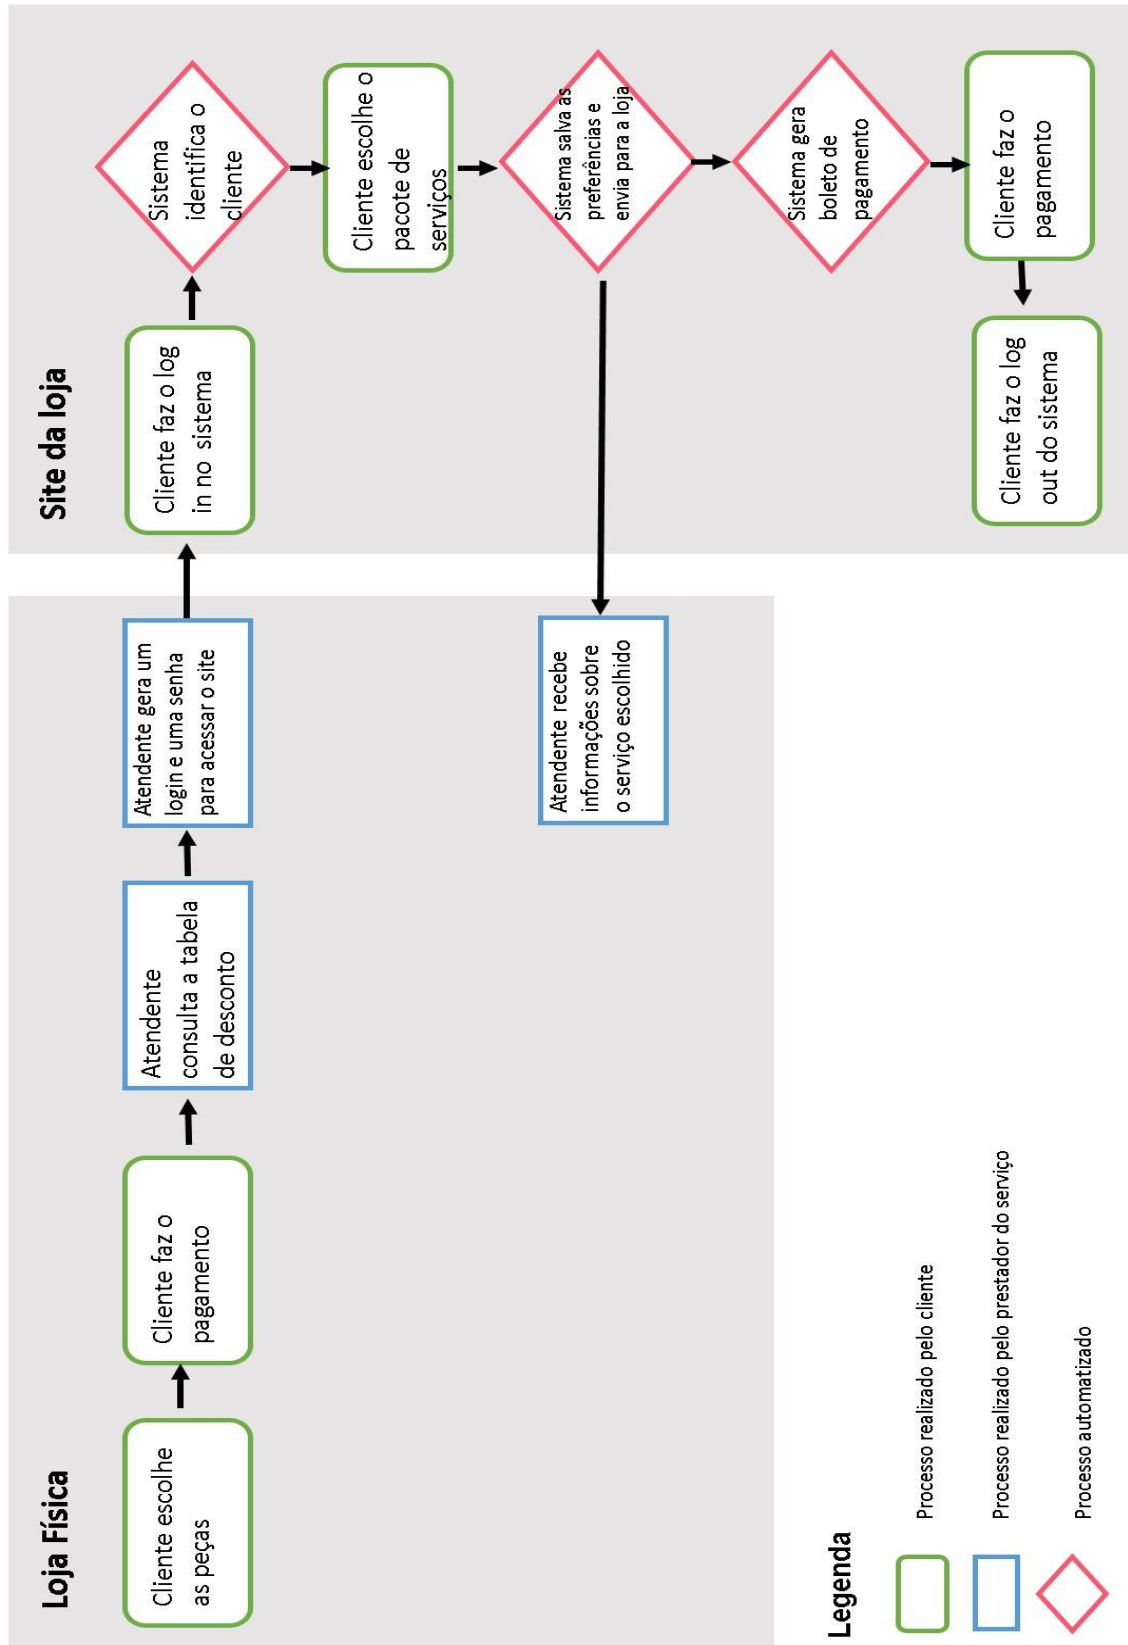 Loja Física
Cliente escolhe
as peças
Cliente faz o
pagamento
Atendente
consulta a tabela
de desconto
Atendente gera um
login e uma senha
para acessar o site
Atendente recebe
informações sobre
o serviço escolhido
Site da loja
Cliente faz o log
in no sistema
Sistema
identifica o
cliente
Cliente escolhe o
pacote de
serviços
Sistema salva as
preferências e
envia para a loja
Sistema gera
boleto de
pagamento
Cliente faz o
pagamento
Cliente faz o log
out do sistema
Legenda
Processo realizado pelo cliente
Processo realizado pelo prestador do serviço
Processo automatizado